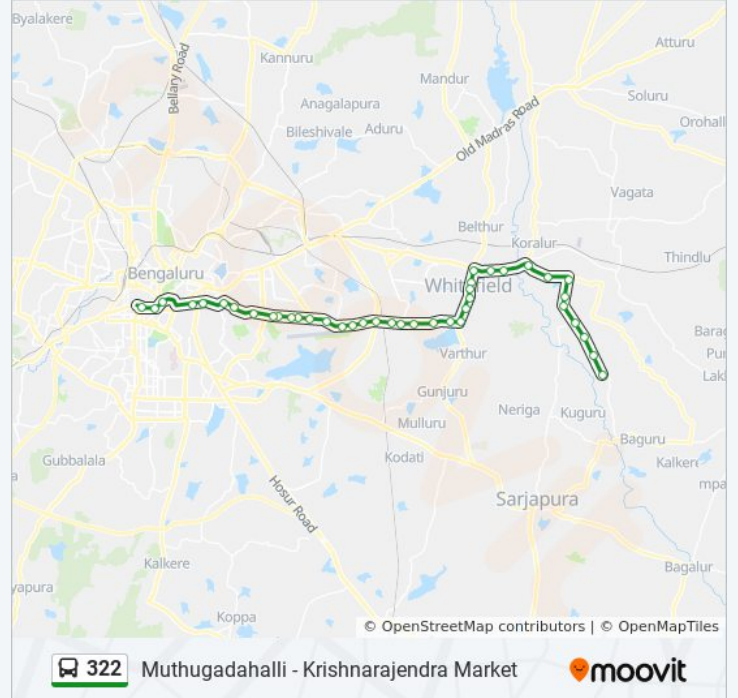 Byalakere
Bellary Road
Kannuru
Atturu
Mandur
Soluru
Anagalapura
Orohall
Bileshivale Aduru
Old Madras Road
Vagata
Belthur
Koralur
Thindlu
Bengaluru
Whitefield
Varthur
Gunjuru
Neriga Kuguru
Mulluru
Baguru
Gubbalala
Kodati
Kalkere
mpa
Hosur Road
Sarjapura
Kalkere
Bagalur
yapura
Koppa
© OpenStreetMap contributors | © OpenMapTiles
322 Muthugadahalli - Krishnarajendra Market moovit